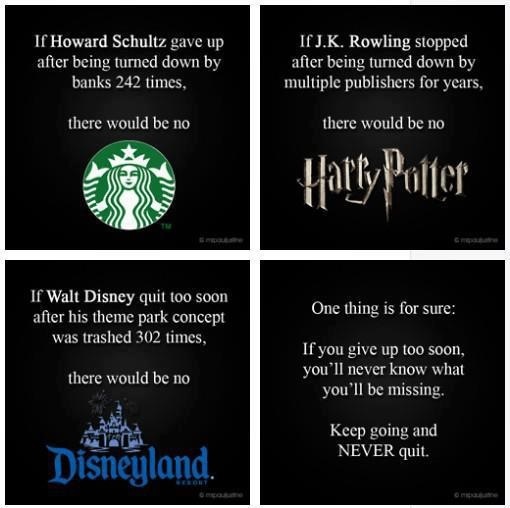 If Howard Schultz gave up
after being turned down by
banks 242 times,
there would be no
TM
© mrpauljustine
If J.K. Rowling stopped
after being turned down by
multiple publishers for years,
there would be no
Harry Potter
© mrpauljustine
If Walt Disney quit too soon
after his theme park concept
was trashed 302 times,
there would be no
Disneyland.
RESORT
© mrpauljustine
One thing is for sure:
If you give up too soon,
you'll never know what
you'll be missing.
Keep going and
NEVER quit.
© mrpauljustine